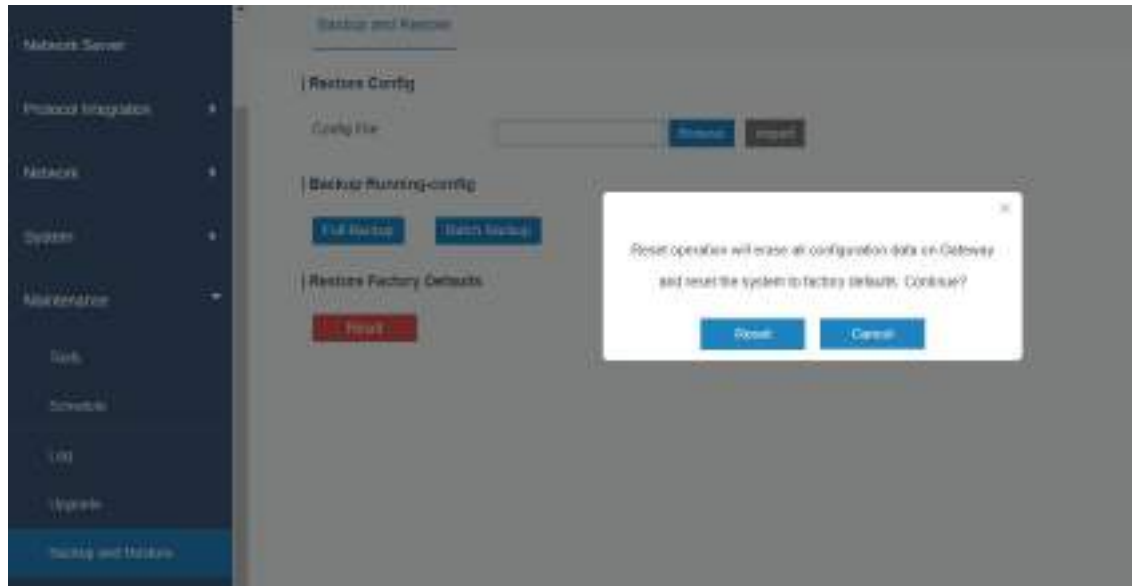 Network Server
Protocol Integration
Network
System
Maintenance
Tools
Schedule
Log
Upgrade
Backup and Restore
Backup and Restore
Restore Config
Config File
Browse Import
Backup Running-config
Full Backup Batch Backup
Restore Factory Defaults
Reset
Reset operation will erase all configuration data on Gateway
and reset the system to factory defaults. Continue?
Reset Cancel